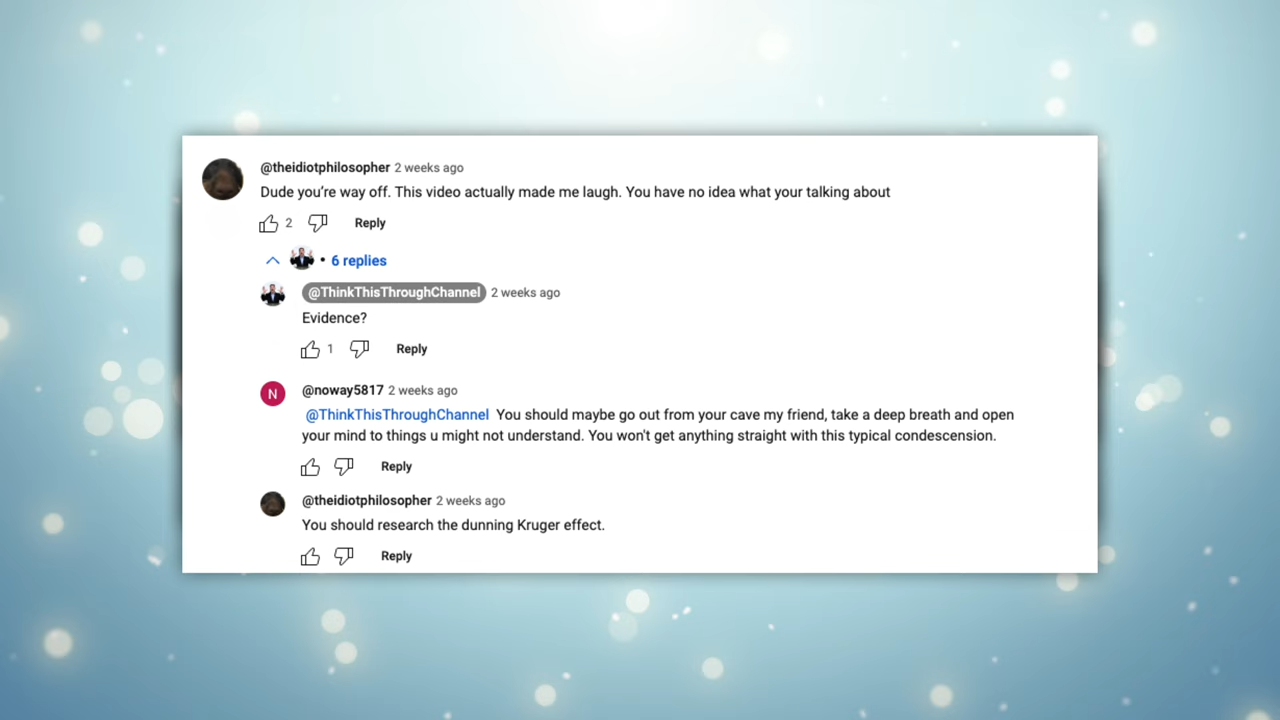 @theidiotphilosopher 2 weeks ago
Dude you're way off. This video actually made me laugh. You have no idea what your talking about
2 Reply
• 6 replies
@ThinkThisThroughChannel 2 weeks ago
Evidence?
1 Reply
N @noway5817 2 weeks ago
@ThinkThisThroughChannel You should maybe go out from your cave my friend, take a deep breath and open
your mind to things u might not understand. You won't get anything straight with this typical condescension.
Reply
@theidiotphilosopher 2 weeks ago
You should research the dunning Kruger effect.
Reply